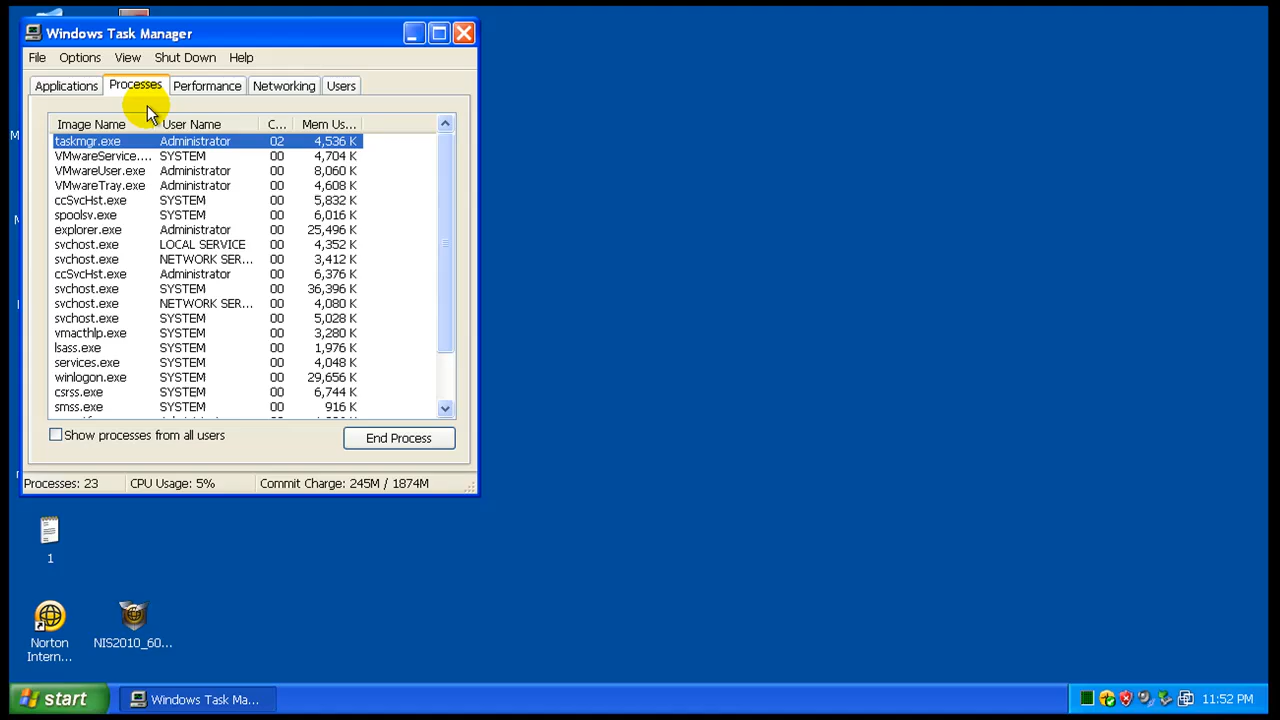 Windows Task Manager
File Options View Shut Down Help
Applications Processes Performance Networking Users
Image Name User Name C... Mem Us...
taskmgr.exe Administrator 02 4,536 K
VMwareService.... SYSTEM 00 4,704 K
VMwareUser.exe Administrator 00 8,060 K
VMwareTray.exe Administrator 00 4,608 K
ccSvcHst.exe SYSTEM 00 5,832 K
spoolsv.exe SYSTEM 00 6,016 K
explorer.exe Administrator 00 25,496 K
svchost.exe LOCAL SERVICE 00 4,352 K
svchost.exe NETWORK SER... 00 3,412 K
ccSvcHst.exe Administrator 00 6,376 K
svchost.exe SYSTEM 00 36,396 K
svchost.exe NETWORK SER... 00 4,080 K
svchost.exe SYSTEM 00 5,028 K
vmacthlp.exe SYSTEM 00 3,280 K
lsass.exe SYSTEM 00 1,976 K
services.exe SYSTEM 00 4,048 K
winlogon.exe SYSTEM 00 29,656 K
csrss.exe SYSTEM 00 6,744 K
smss.exe SYSTEM 00 916 K
Show processes from all users
End Process
Processes: 23 CPU Usage: 5% Commit Charge: 245M / 1874M
1
Norton
Intern...
NIS2010_60...
start Windows Task Ma... 11:52 PM